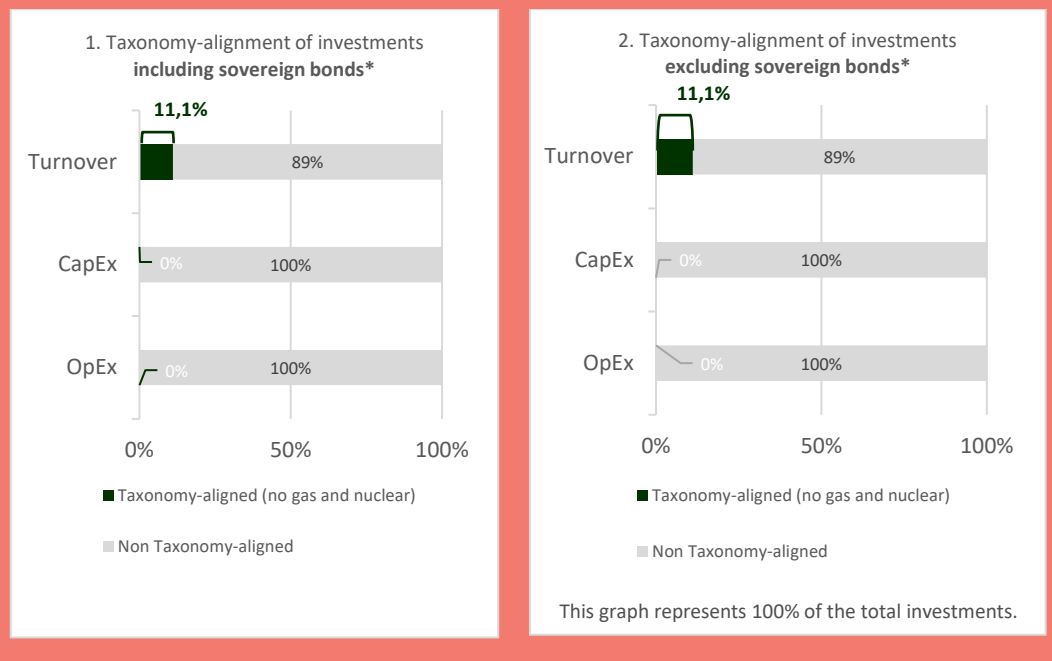 1. Taxonomy-alignment of investments
including sovereign bonds*
11,1%
Turnover
89%
CapEx
0%
100%
OpEx
0%
100%
0%
50%
100%
Taxonomy-aligned (no gas and nuclear)
Non Taxonomy-aligned
2. Taxonomy-alignment of investments
excluding sovereign bonds*
11,1%
Turnover
89%
CapEx
0%
100%
OpEx
0%
100%
0%
50%
100%
Taxonomy-aligned (no gas and nuclear)
Non Taxonomy-aligned
This graph represents 100% of the total investments.